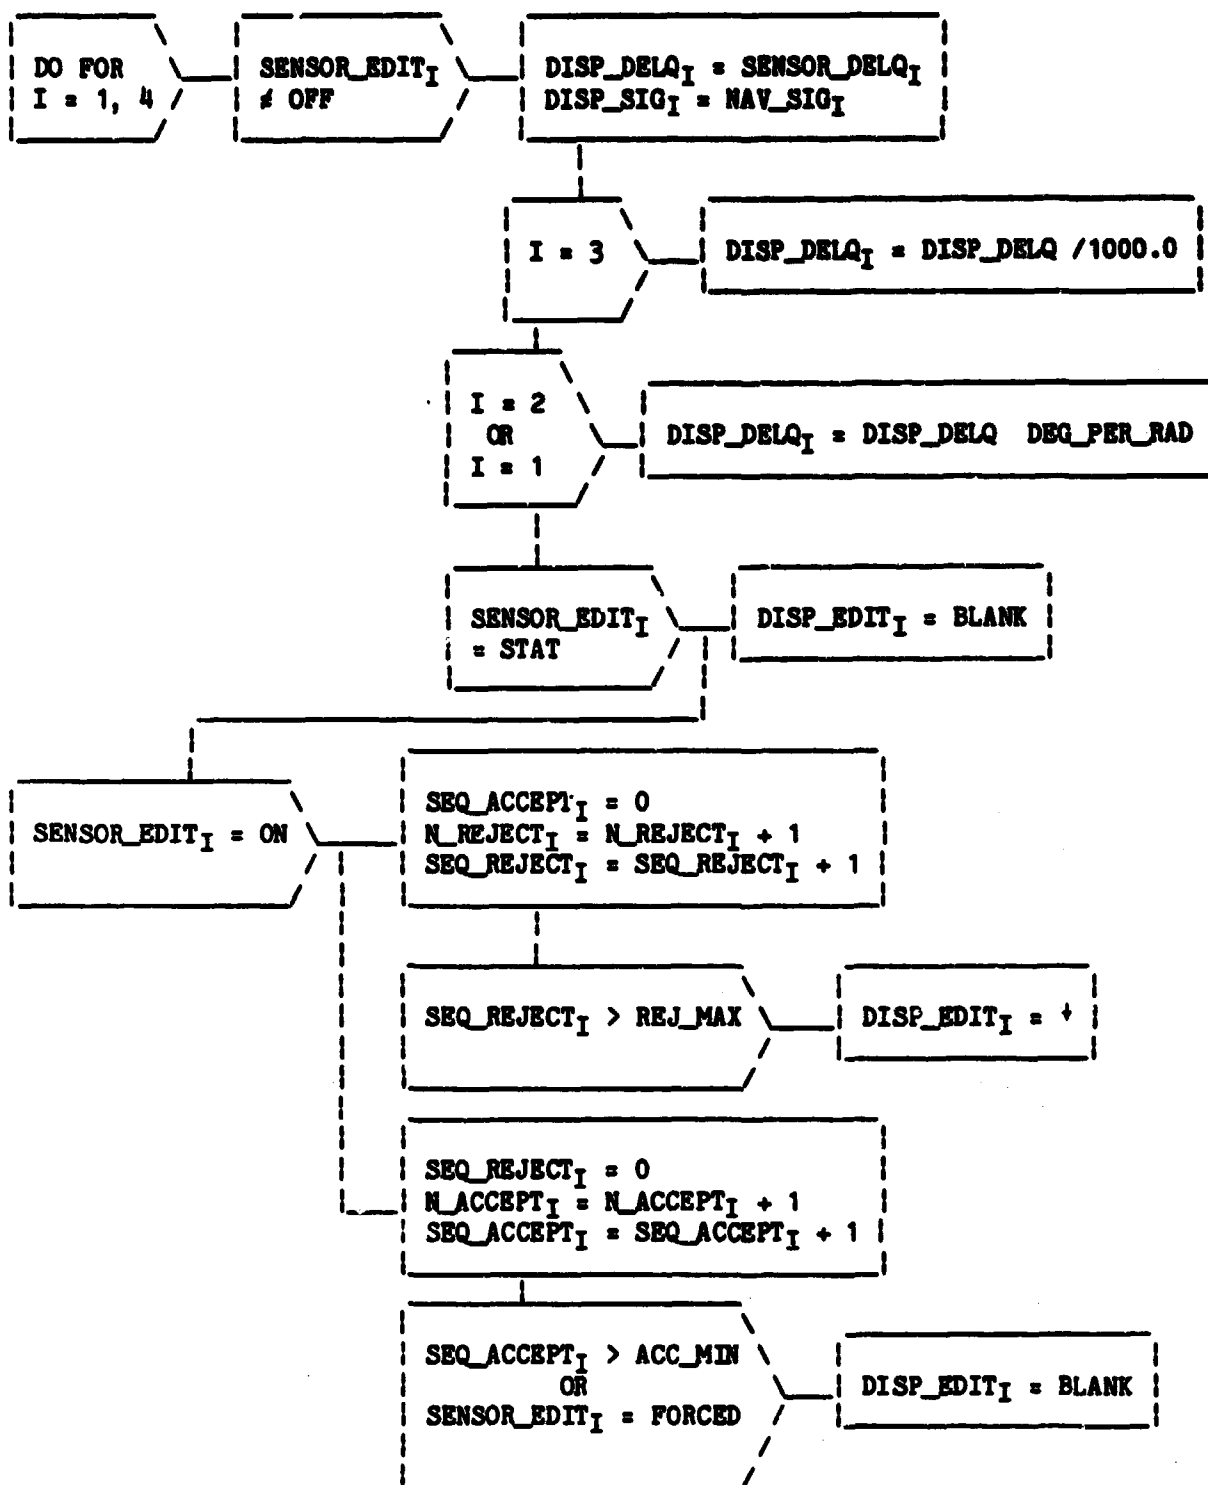 DO FOR
I = 1, 4
SENSOR_EDIT_I
≠ OFF
DISP_DELQ_I = SENSOR_DELQ_I
DISP_SIG_I = NAV_SIG_I
I = 3
DISP_DELQ_I = DISP_DELQ /1000.0
I = 2
OR
I = 1
DISP_DELQ_I = DISP_DELQ DEG_PER_RAD
SENSOR_EDIT_I
= STAT
DISP_EDIT_I = BLANK
SENSOR_EDIT_I = ON
SEQ_ACCEPT_I = 0
N_REJECT_I = N_REJECT_I + 1
SEQ_REJECT_I = SEQ_REJECT_I + 1
SEQ_REJECT_I > REJ_MAX
DISP_EDIT_I = ↓
SEQ_REJECT_I = 0
N_ACCEPT_I = N_ACCEPT_I + 1
SEQ_ACCEPT_I = SEQ_ACCEPT_I + 1
SEQ_ACCEPT_I > ACC_MIN
OR
SENSOR_EDIT_I = FORCED
DISP_EDIT_I = BLANK